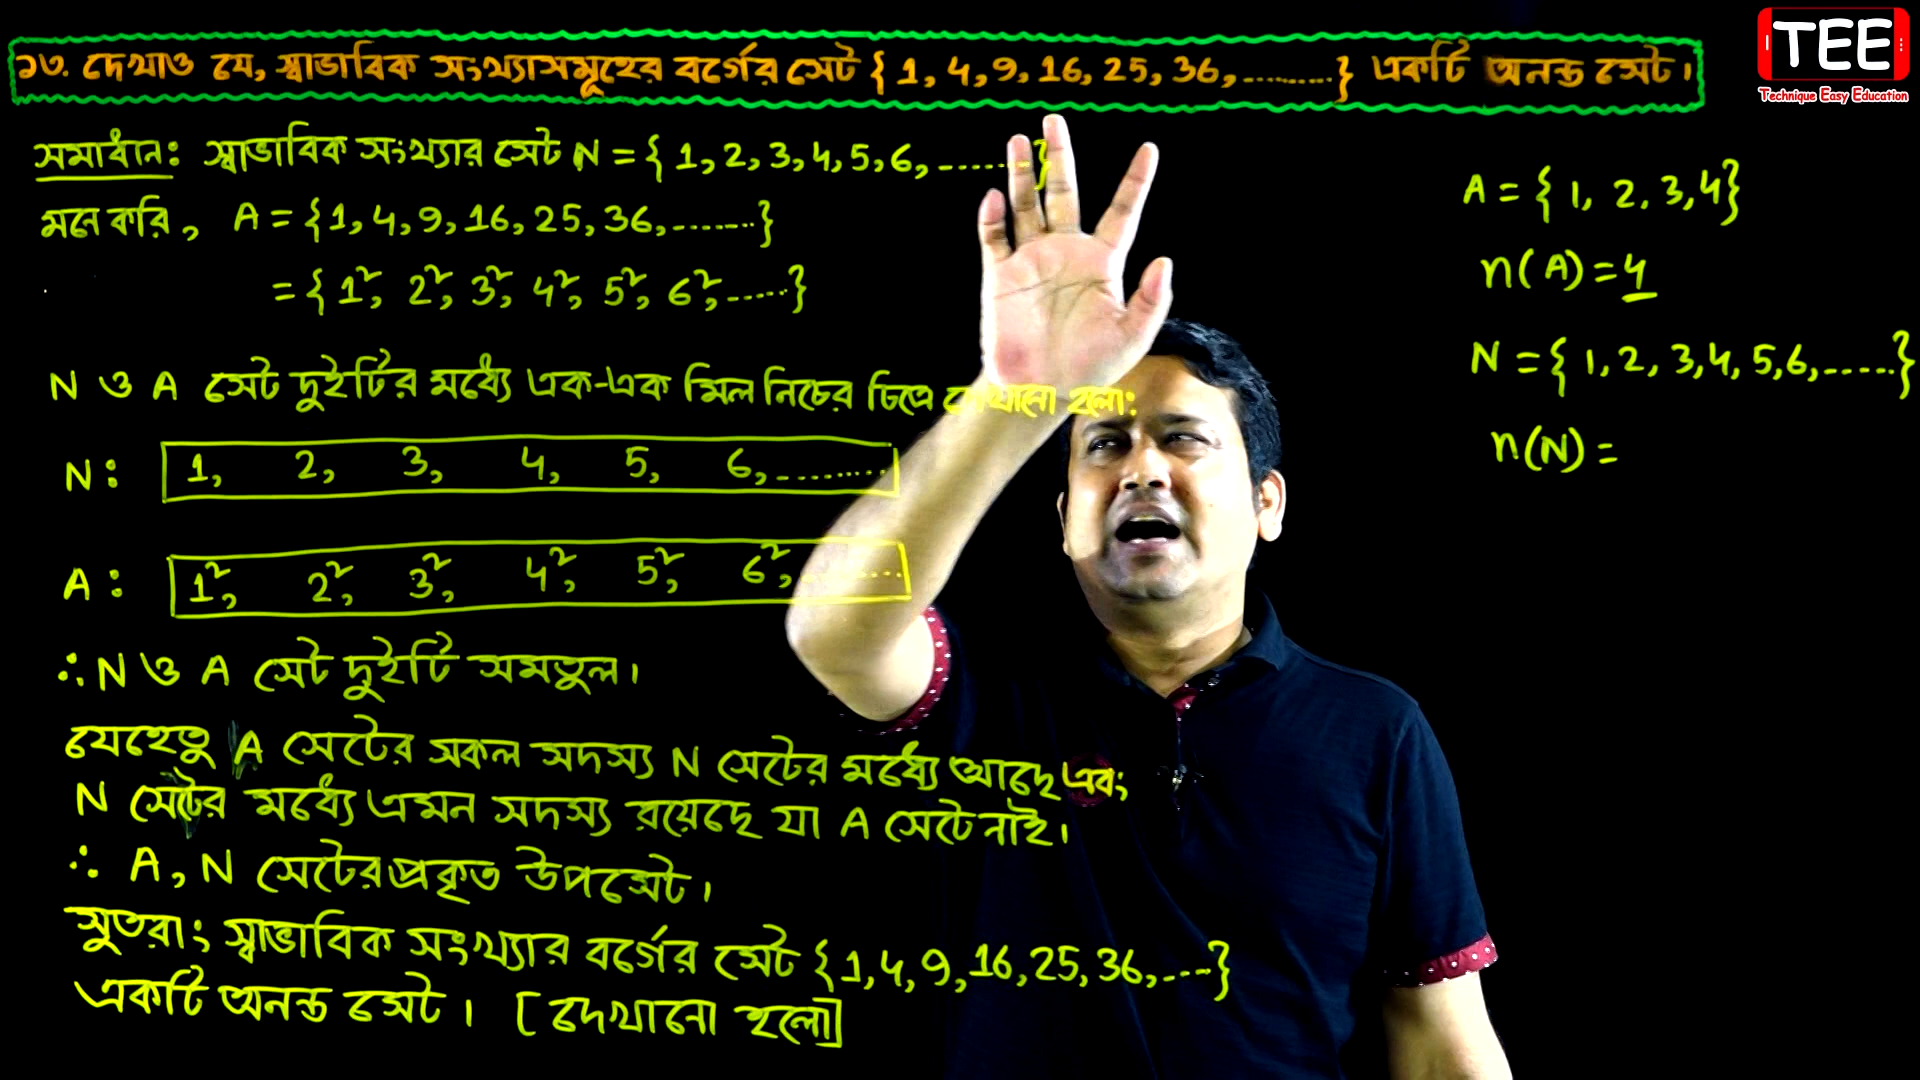 ১৩. দেখাও যে, স্বাভাবিক সংখ্যাসমূহের বর্গের সেট { 1, 4, 9, 16, 25, 36, ......... } একটি অনন্ত সেট।
TEE
Technique Easy Education
সমাধান: স্বাভাবিক সংখ্যার সেট N = { 1, 2, 3, 4, 5, 6, ....... }
মনে করি, A = {1, 4, 9, 16, 25, 36, ....... }
= { 1², 2², 3², 4², 5², 6², ..... }
N ও A সেট দুইটির মধ্যে এক-এক মিল নিচের চিত্রে দেখানো হলো:
N : 1, 2, 3, 4, 5, 6, .........
A : 1², 2², 3², 4², 5², 6², .........
∴ N ও A সেট দুইটি সমতুল।
যেহেতু A সেটের সকল সদস্য N সেটের মধ্যে আছে এবং
N সেটের মধ্যে এমন সদস্য রয়েছে যা A সেটে নাই।
∴ A, N সেটের প্রকৃত উপসেট।
সুতরাং স্বাভাবিক সংখ্যার বর্গের সেট { 1, 4, 9, 16, 25, 36, ... }
একটি অনন্ত সেট। [ দেখানো হলো]
A = { 1, 2, 3, 4}
n(A) = 4
N = { 1, 2, 3, 4, 5, 6, ..... }
n(N) =